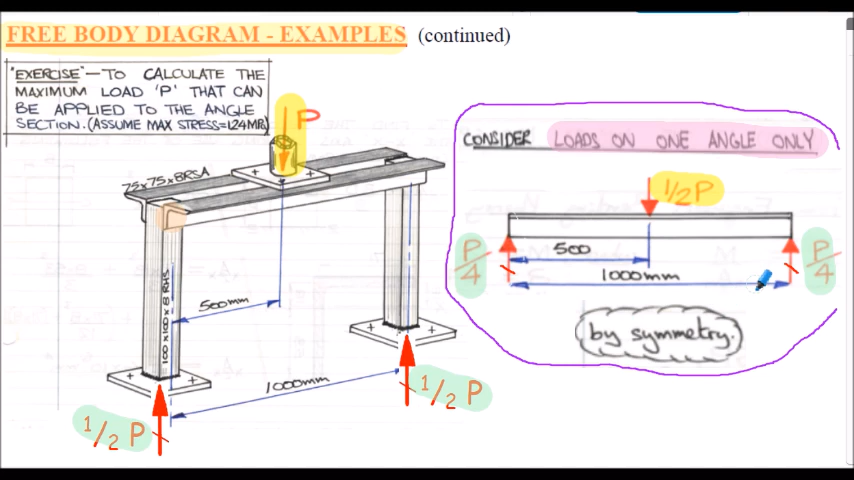 FREE BODY DIAGRAM - EXAMPLES (continued)
"EXERCISE" - TO CALCULATE THE
MAXIMUM LOAD 'P' THAT CAN
BE APPLIED TO THE ANGLE
SECTION. (ASSUME MAX STRESS=124MPa)
P
75x75x8RSA
100x100x8 RHS
500mm
1000mm
1/2 P
1/2 P
CONSIDER LOADS ON ONE ANGLE ONLY
1/2P
P/4
P/4
500
1000mm
by symmetry.